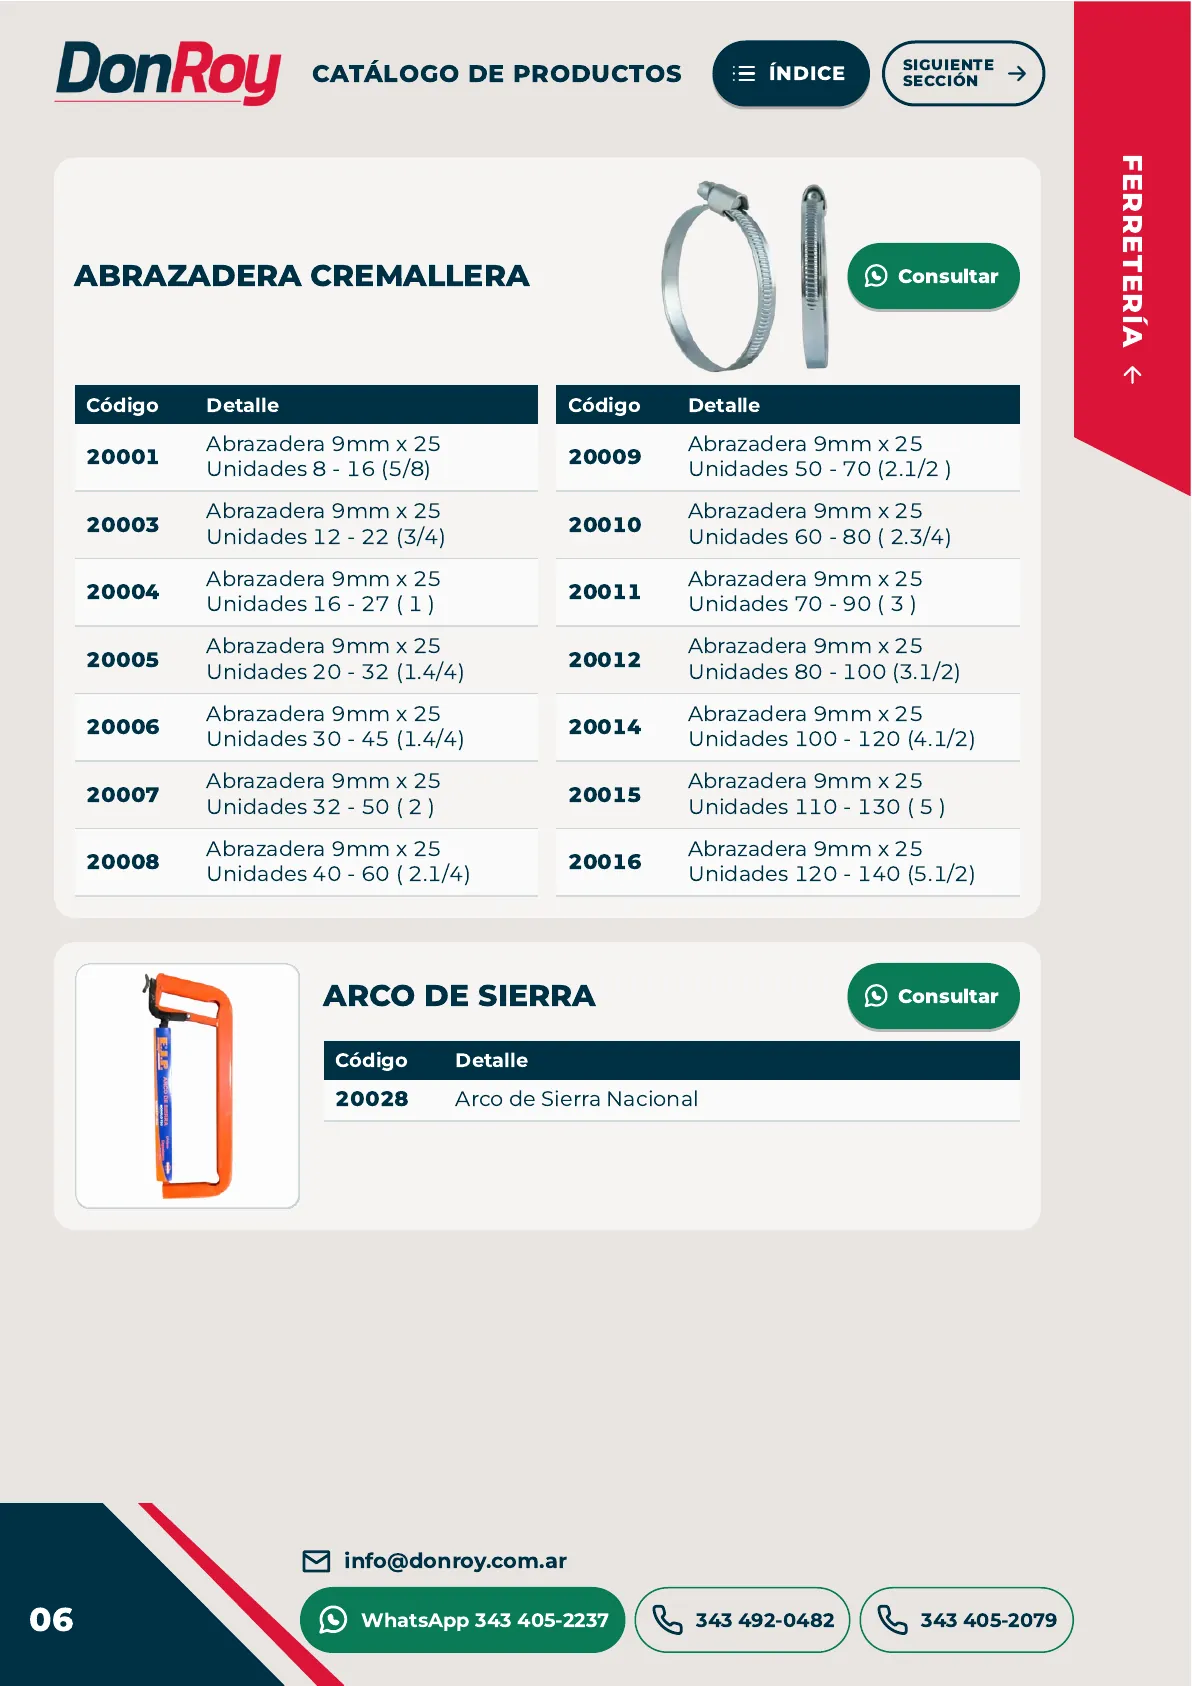 DonRoy
CATÁLOGO DE PRODUCTOS
ÍNDICE
SIGUIENTE
SECCIÓN
FERRETERÍA
ABRAZADERA CREMALLERA
Consultar
Código Detalle
20001 Abrazadera 9mm x 25
Unidades 8 - 16 (5/8)
20003 Abrazadera 9mm x 25
Unidades 12 - 22 (3/4)
20004 Abrazadera 9mm x 25
Unidades 16 - 27 ( 1 )
20005 Abrazadera 9mm x 25
Unidades 20 - 32 (1.4/4)
20006 Abrazadera 9mm x 25
Unidades 30 - 45 (1.4/4)
20007 Abrazadera 9mm x 25
Unidades 32 - 50 ( 2 )
20008 Abrazadera 9mm x 25
Unidades 40 - 60 ( 2.1/4)
Código Detalle
20009 Abrazadera 9mm x 25
Unidades 50 - 70 (2.1/2 )
20010 Abrazadera 9mm x 25
Unidades 60 - 80 ( 2.3/4)
20011 Abrazadera 9mm x 25
Unidades 70 - 90 ( 3 )
20012 Abrazadera 9mm x 25
Unidades 80 - 100 (3.1/2)
20014 Abrazadera 9mm x 25
Unidades 100 - 120 (4.1/2)
20015 Abrazadera 9mm x 25
Unidades 110 - 130 ( 5 )
20016 Abrazadera 9mm x 25
Unidades 120 - 140 (5.1/2)
ARCO DE SIERRA
Consultar
ARCO DE SIERRA
Código Detalle
20028 Arco de Sierra Nacional
info@donroy.com.ar
06
WhatsApp 343 405-2237
343 492-0482
343 405-2079